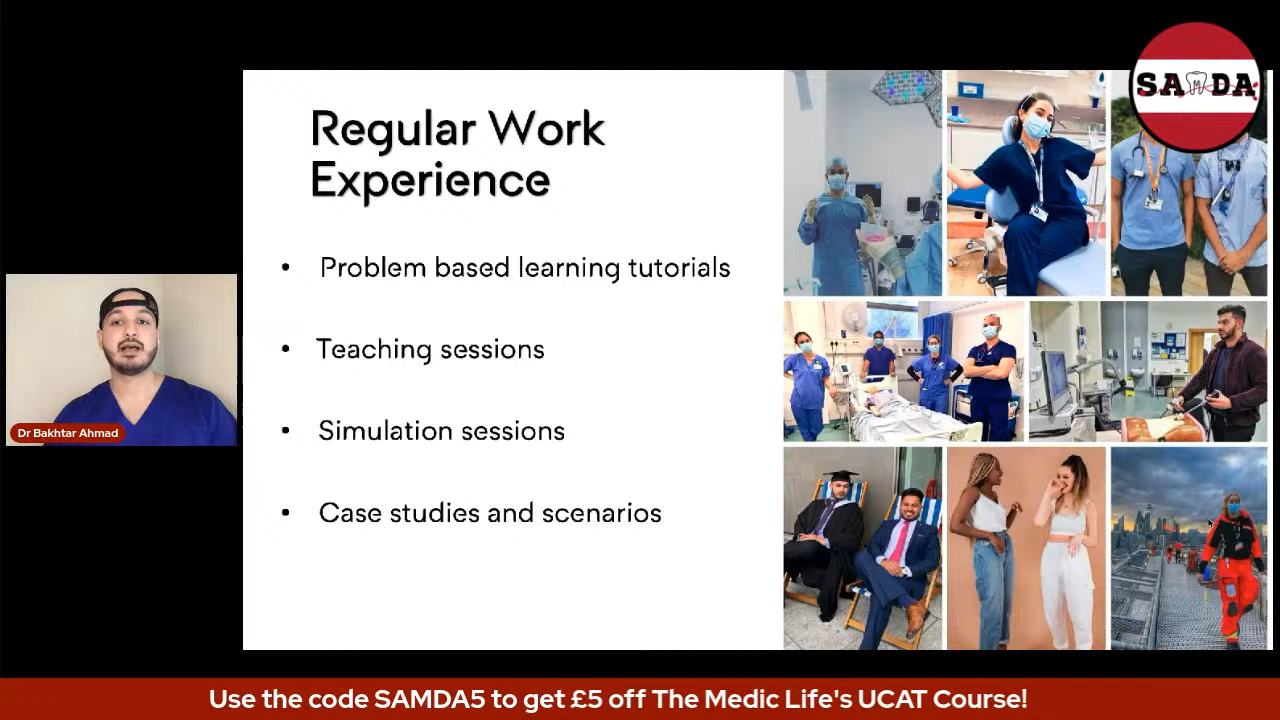 SAMDA
Regular Work
Experience
• Problem based learning tutorials
• Teaching sessions
• Simulation sessions
• Case studies and scenarios
Dr Bakhtar Ahmad
Use the code SAMDA5 to get £5 off The Medic Life's UCAT Course!